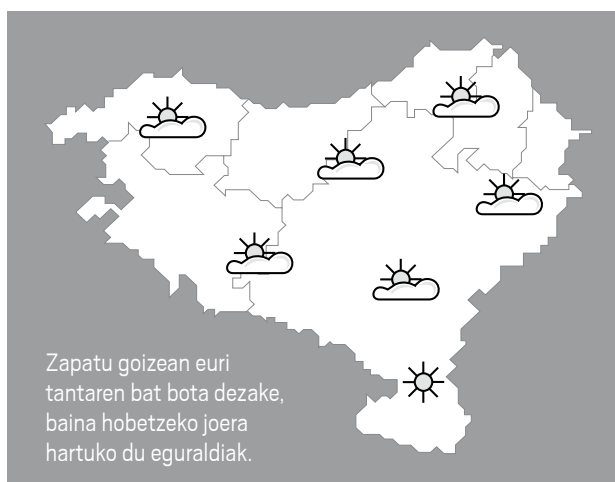 Zapatu goizean euri
tantaren bat bota dezake,
baina hobetzeko joera
hartuko du eguraldiak.